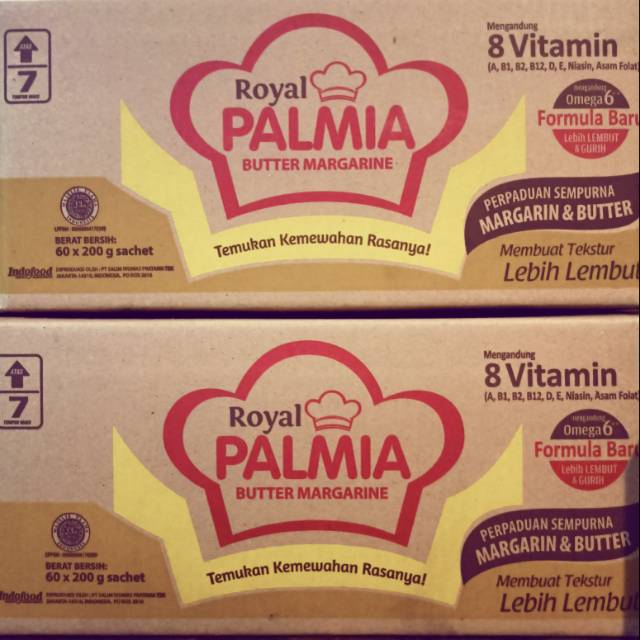 ATAS
7
Royal
PALMIA
BUTTER MARGARINE
Temukan Kemewahan Rasanya!
Mengandung
8 Vitamin
(A, B1, B2, B12, D, E, Niasin, Asam Folat
mengandung
Omega 6
Formula Baru
Lebih LEMBUT
& GURIH
PERPADUAN SEMPURNA
MARGARIN & BUTTER
Membuat Tekstur
Lebih Lembut
BERAT BERSIH:
60 x 200 g sachet
Indofood
ATAS
7
Royal
PALMIA
BUTTER MARGARINE
Temukan Kemewahan Rasanya!
Mengandung
8 Vitamin
(A, B1, B2, B12, D, E, Niasin, Asam Folat
mengandung
Omega 6
Formula Baru
Lebih LEMBUT
& GURIH
PERPADUAN SEMPURNA
MARGARIN & BUTTER
Membuat Tekstur
Lebih Lembut
BERAT BERSIH:
60 x 200 g sachet
Indofood